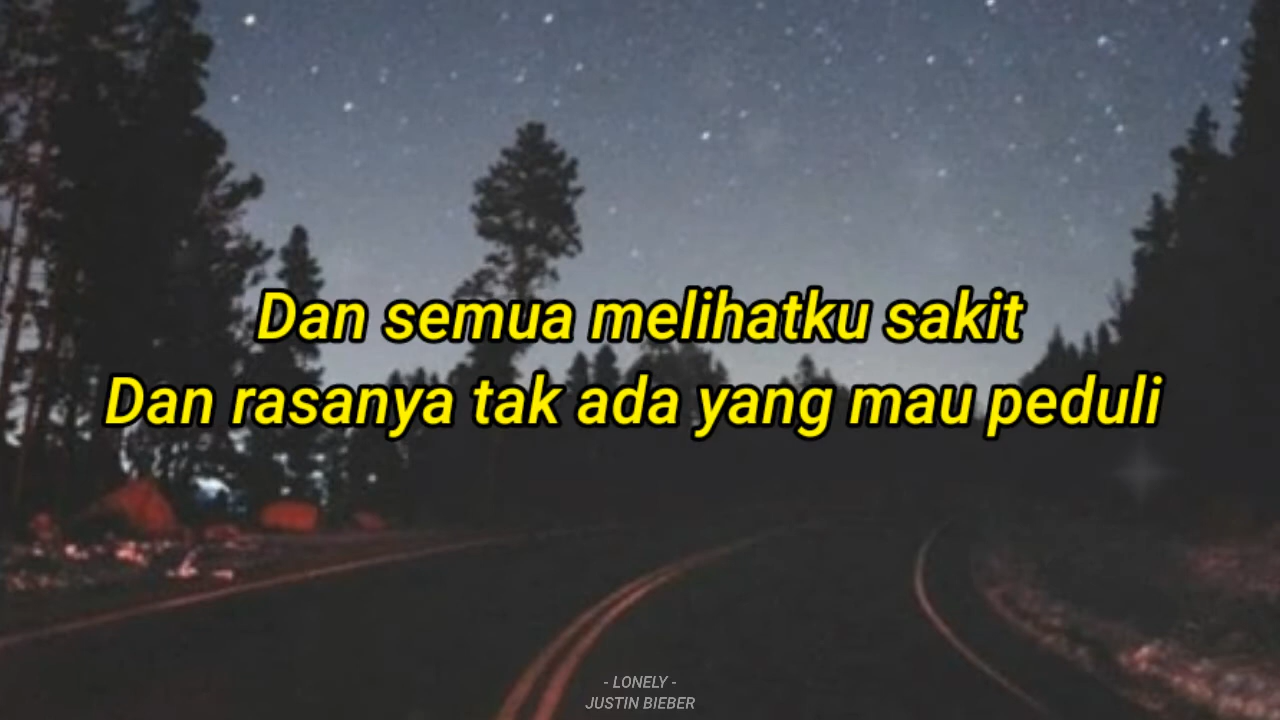 Dan semua melihatku sakit
Dan rasanya tak ada yang mau peduli
- LONELY -
JUSTIN BIEBER